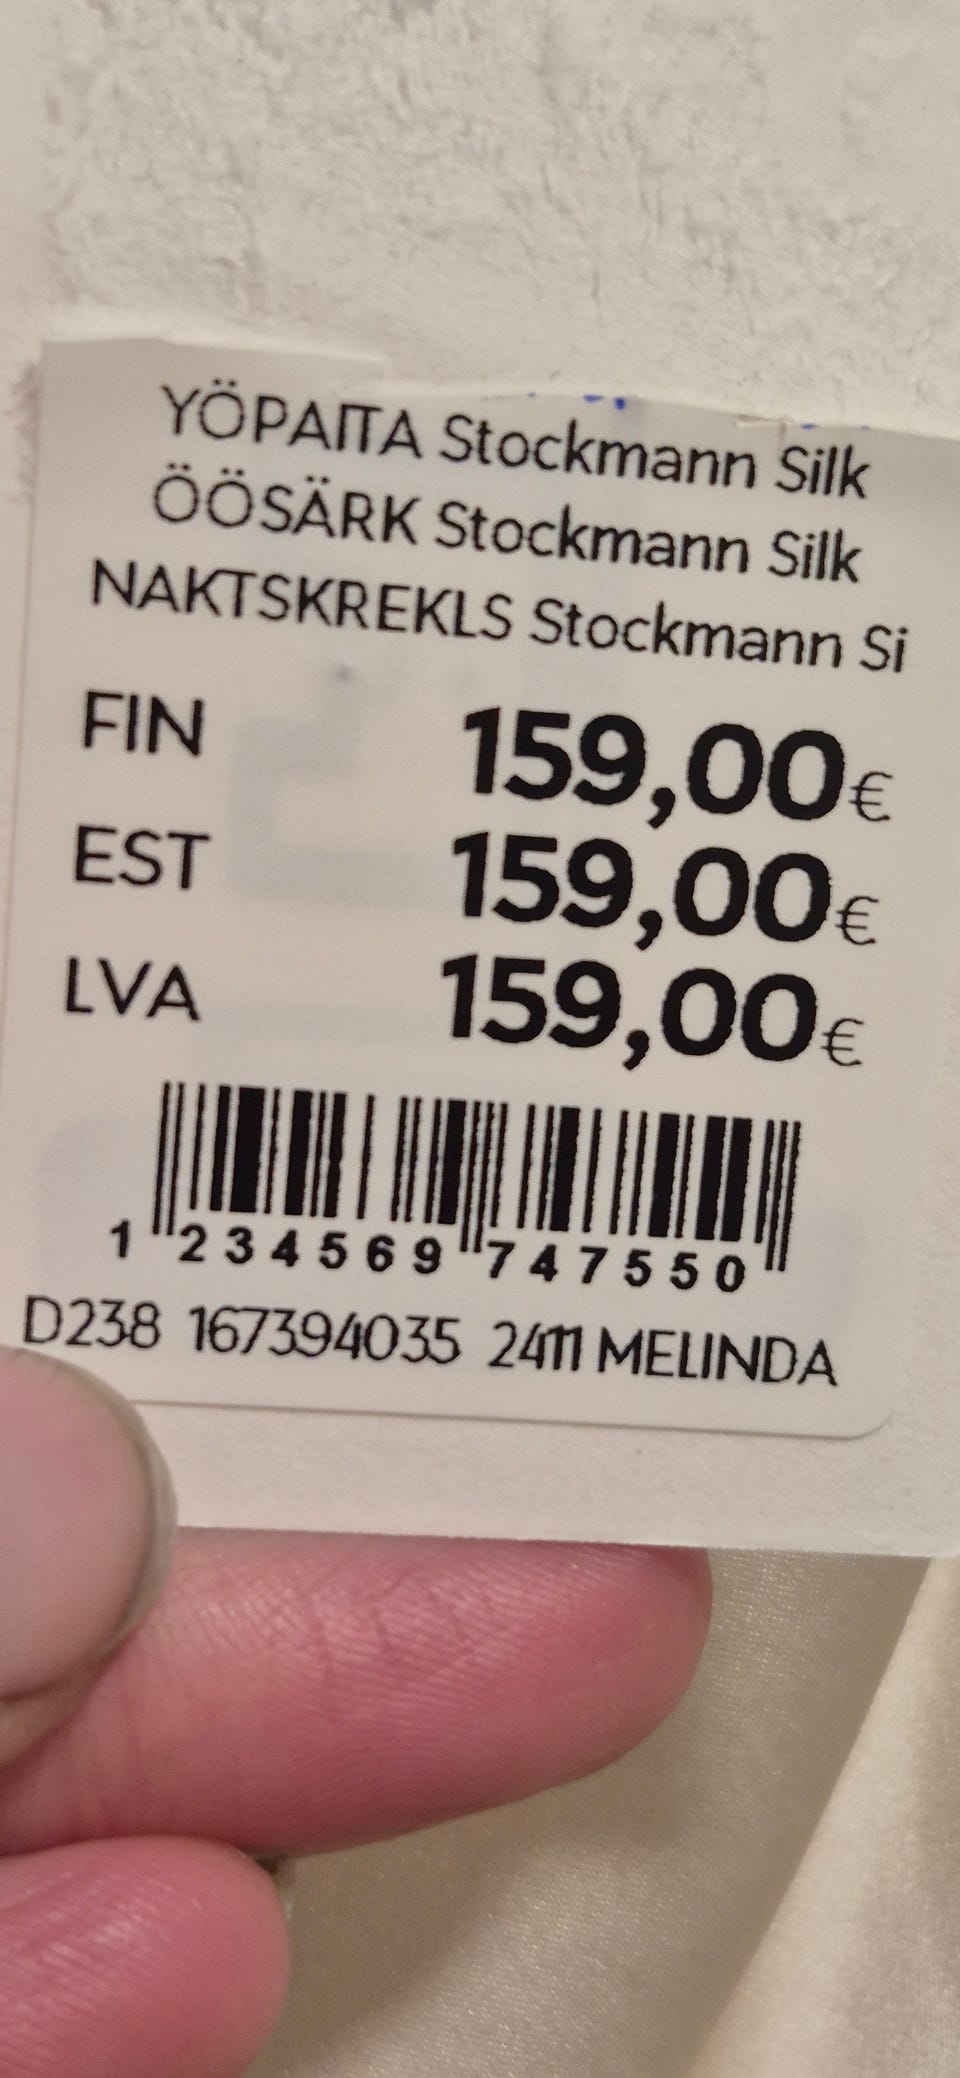 YÖPAITA Stockmann Silk
ÖÖSÄRK Stockmann Silk
NAKTSKREKLS Stockmann Si
FIN 159,00€
EST 159,00€
LVA 159,00€
1 234569 747550
D238 167394035 2411 MELINDA